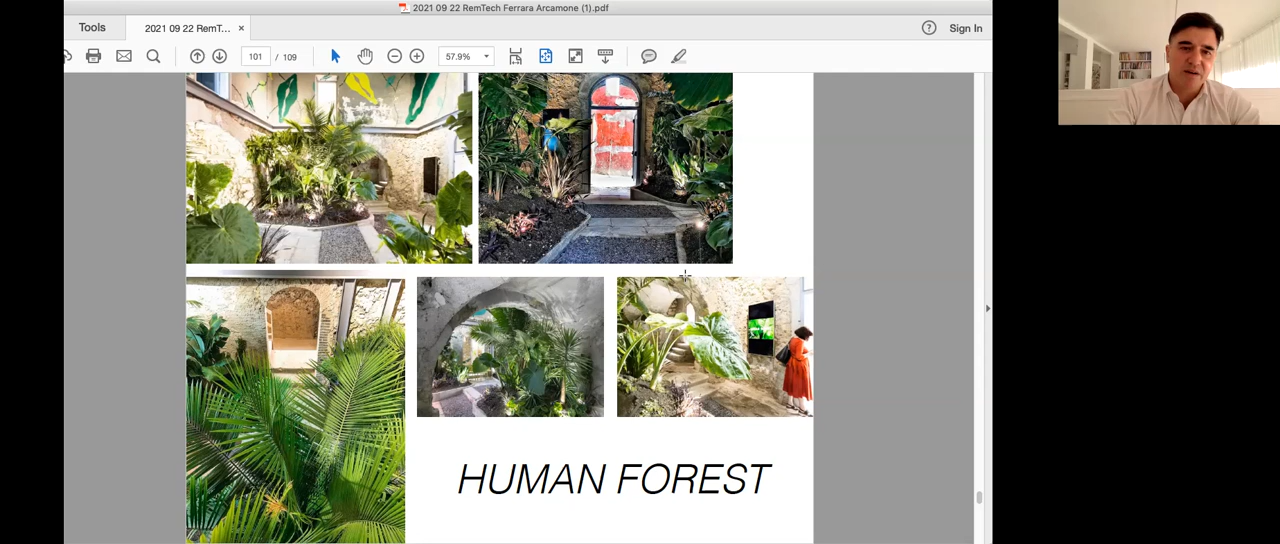 2021 09 22 RemTech Ferrara Arcamone (1).pdf
Tools
2021 09 22 RemT... ×
Sign In
101 / 109
57.9%
HUMAN FOREST